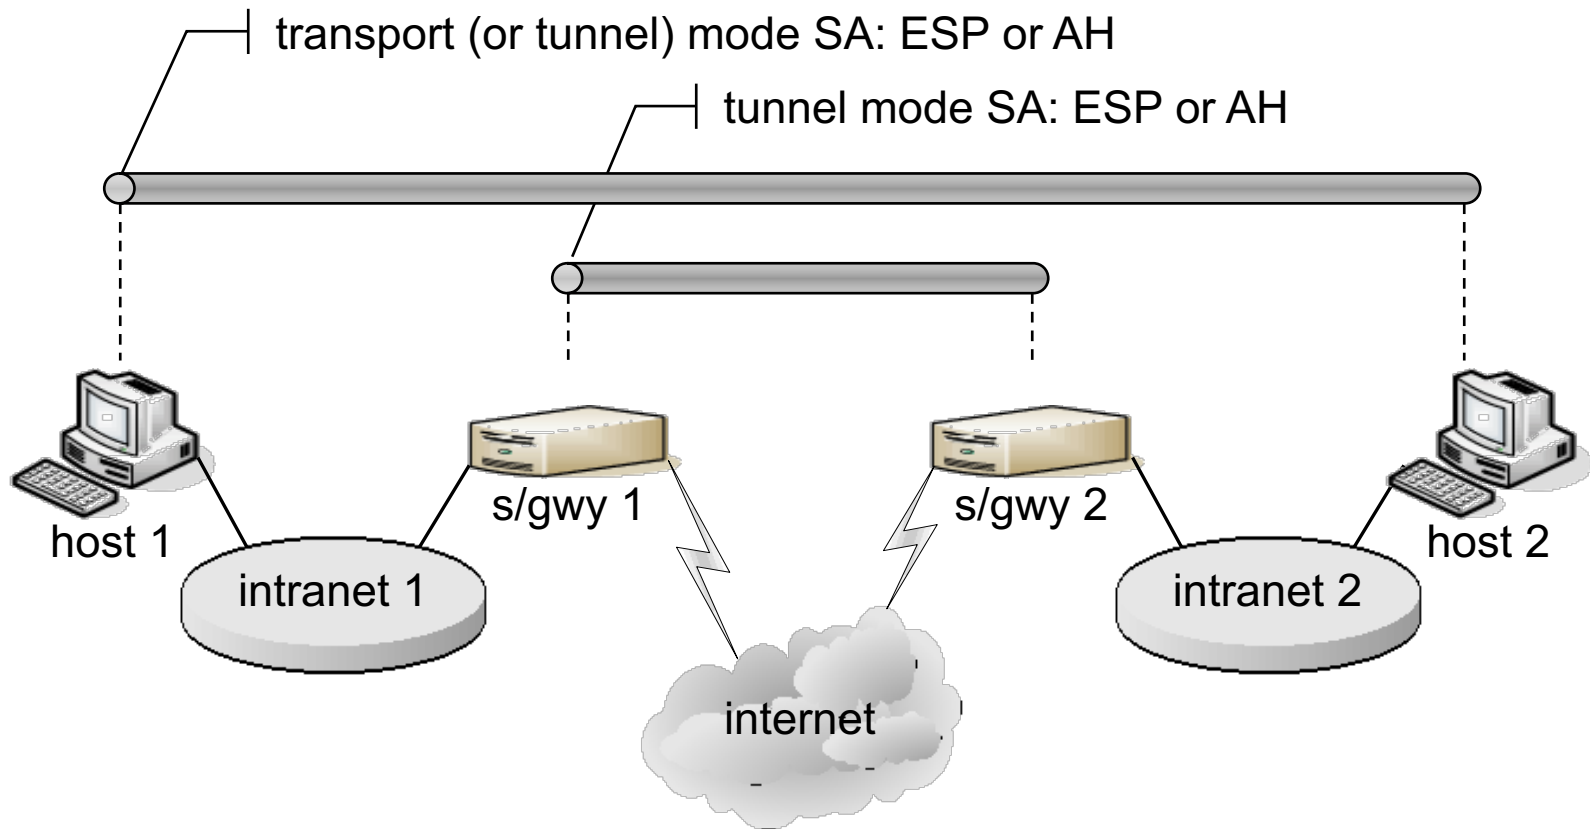 transport (or tunnel) mode SA: ESP or AH
tunnel mode SA: ESP or AH
s/gwy 1
s/gwy 2
host 1
host 2
intranet 1
intranet 2
internet